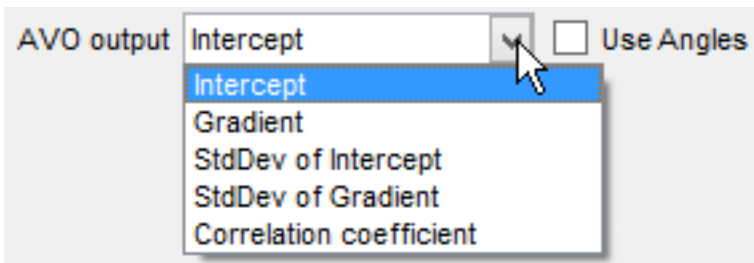 AVO output Intercept Use Angles
Intercept
Gradient
StdDev of Intercept
StdDev of Gradient
Correlation coefficient